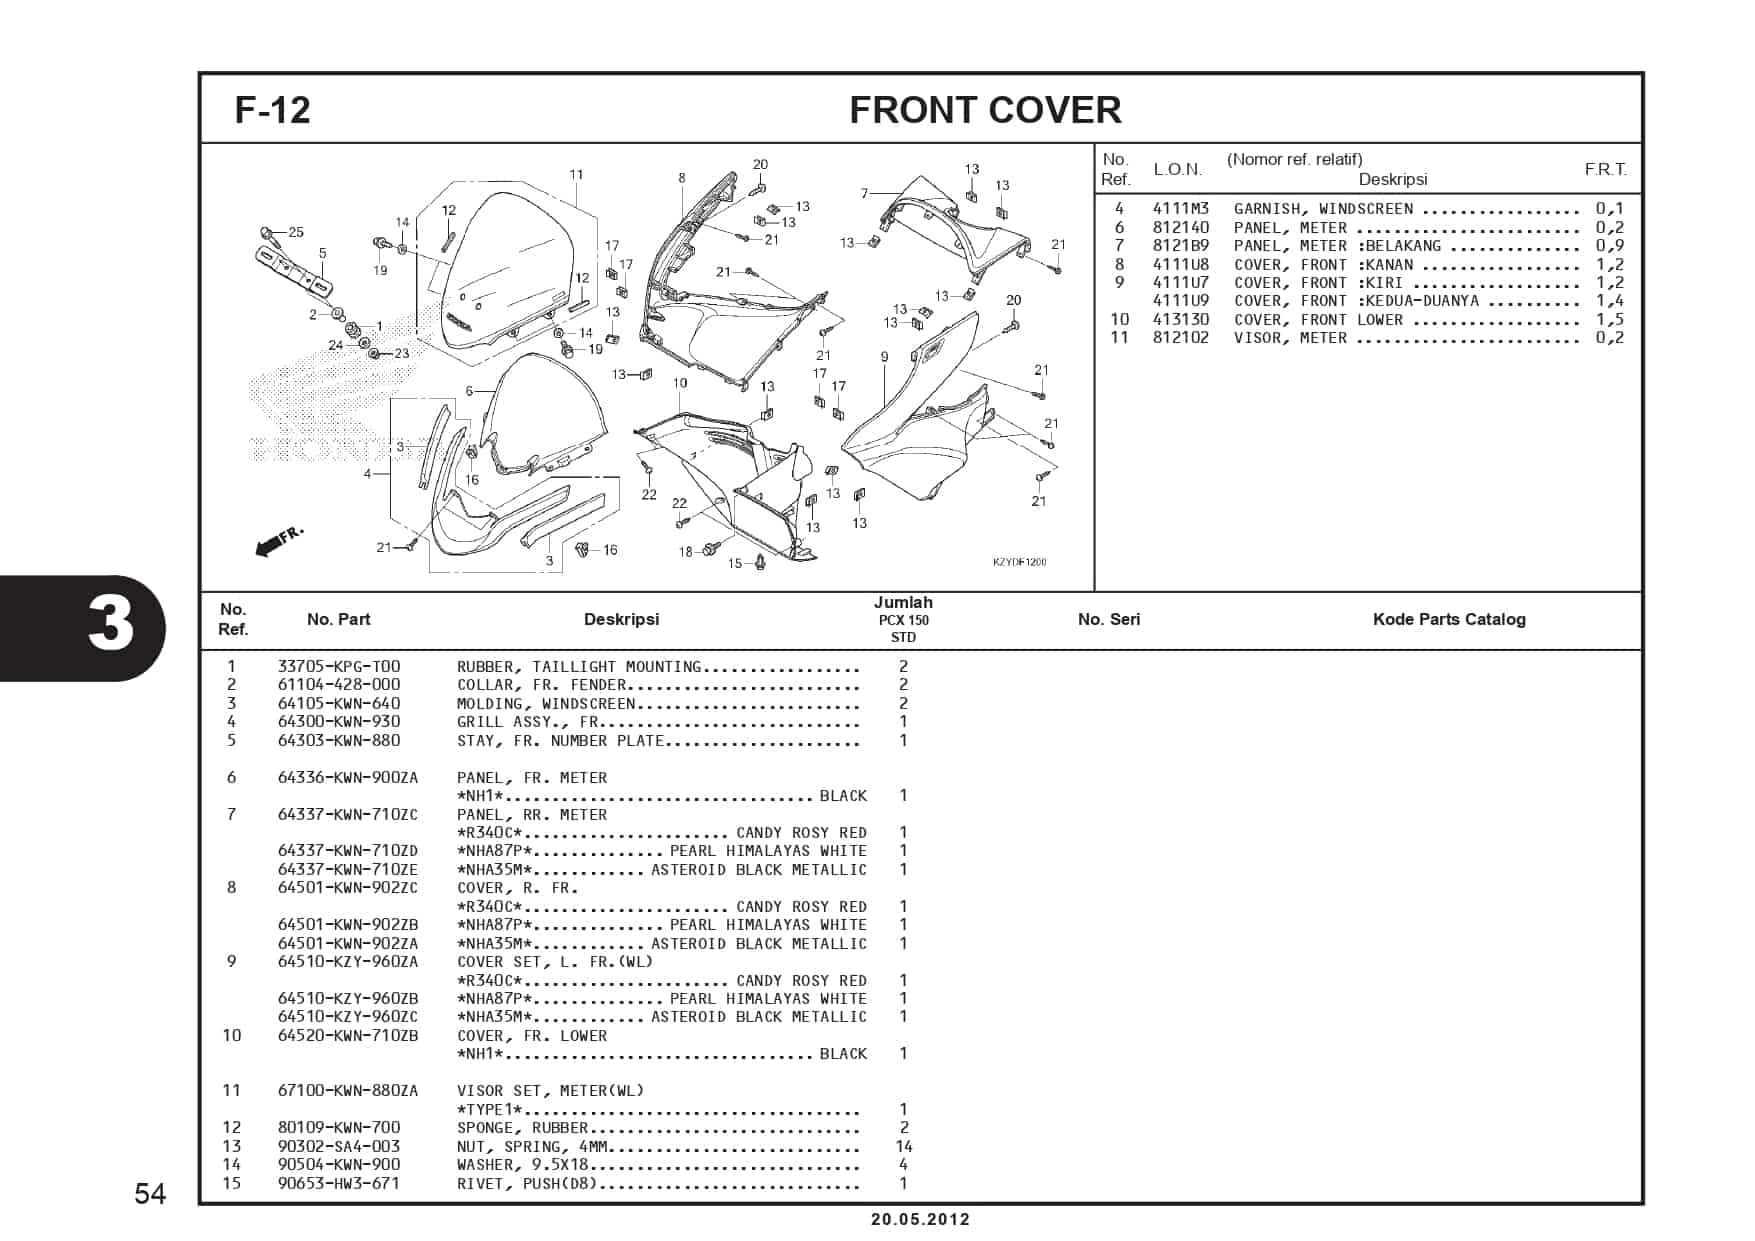 F-12 FRONT COVER
No. Ref. L.O.N. (Nomor ref. relatif) Deskripsi F.R.T.
4 4111M3 GARNISH, WINDSCREEN ................. 0,1
6 812140 PANEL, METER ........................ 0,2
7 8121B9 PANEL, METER :BELAKANG .............. 0,9
8 4111U8 COVER, FRONT :KANAN ................. 1,2
9 4111U7 COVER, FRONT :KIRI .................. 1,2
4111U9 COVER, FRONT :KEDUA-DUANYA .......... 1,4
10 413130 COVER, FRONT LOWER .................. 1,5
11 812102 VISOR, METER ........................ 0,2
11
20
8
13
13
7
12
14
13
13
25
5
19
17
17
12
21
21
13
21
2
1
24
23
13
14
19
13
13
13
20
21
9
6
13
10
13
17
17
21
HONDA
3
4
16
22
22
13
13
13
21
21
21
3
16
18
15
FR.
KZYDF1200
3
No. Ref. No. Part Deskripsi Jumlah PCX 150 STD No. Seri Kode Parts Catalog
1 33705-KPG-T00 RUBBER, TAILLIGHT MOUNTING................. 2
2 61104-428-000 COLLAR, FR. FENDER......................... 2
3 64105-KWN-640 MOLDING, WINDSCREEN........................ 2
4 64300-KWN-930 GRILL ASSY., FR............................ 1
5 64303-KWN-880 STAY, FR. NUMBER PLATE..................... 1
6 64336-KWN-900ZA PANEL, FR. METER
*NH1*................................. BLACK 1
7 64337-KWN-710ZC PANEL, RR. METER
*R340C*...................... CANDY ROSY RED 1
64337-KWN-710ZD *NHA87P*.............. PEARL HIMALAYAS WHITE 1
64337-KWN-710ZE *NHA35M*............ ASTEROID BLACK METALLIC 1
8 64501-KWN-902ZC COVER, R. FR.
*R340C*...................... CANDY ROSY RED 1
64501-KWN-902ZB *NHA87P*.............. PEARL HIMALAYAS WHITE 1
64501-KWN-902ZA *NHA35M*............ ASTEROID BLACK METALLIC 1
9 64510-KZY-960ZA COVER SET, L. FR.(WL)
*R340C*...................... CANDY ROSY RED 1
64510-KZY-960ZB *NHA87P*.............. PEARL HIMALAYAS WHITE 1
64510-KZY-960ZC *NHA35M*............ ASTEROID BLACK METALLIC 1
10 64520-KWN-710ZB COVER, FR. LOWER
*NH1*................................. BLACK 1
11 67100-KWN-880ZA VISOR SET, METER(WL)
*TYPE1*.................................... 1
12 80109-KWN-700 SPONGE, RUBBER............................. 2
13 90302-SA4-003 NUT, SPRING, 4MM........................... 14
14 90504-KWN-900 WASHER, 9.5X18............................. 4
15 90653-HW3-671 RIVET, PUSH(D8)............................ 1
54
20.05.2012